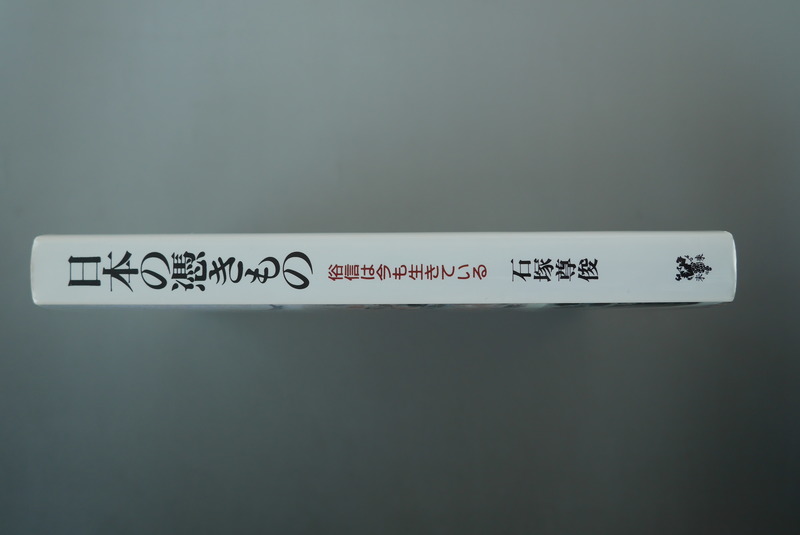 日本の憑きもの
俗信は今も生きている
石塚尊俊